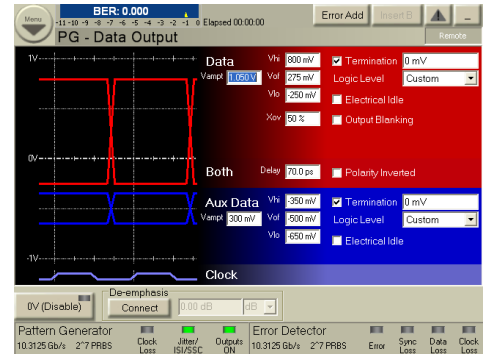 Menu
BER: 0.000
-11 -10 -9 -8 -7 -6 -5 -4 -3 -2 -1 0 Elapsed 00:00:00
Error Add
Insert B
PG - Data Output
Remote
1V
0V
-1V
Data
Vampl 1.050 V
Vhi 800 mV
Vof 275 mV
Vlo -250 mV
Xov 50 %
Termination 0 mV
Logic Level Custom
Electrical Idle
Output Blanking
Both
Delay 70.0 ps
Polarity Inverted
Aux Data
Vampt 300 mV
Vhi -350 mV
Vof -500 mV
Vlo -650 mV
Termination 0 mV
Logic Level Custom
Electrical Idle
Clock
0V (Disable)
De-emphasis
Connect
0.00 dB
dB
Pattern Generator
10.3125 Gb/s 2^7 PRBS
Clock Loss
Jitter/ ISI/SSC
Outputs ON
Error Detector
10.3125 Gb/s 2^7 PRBS
Error
Sync Loss
Data Loss
Clock Loss